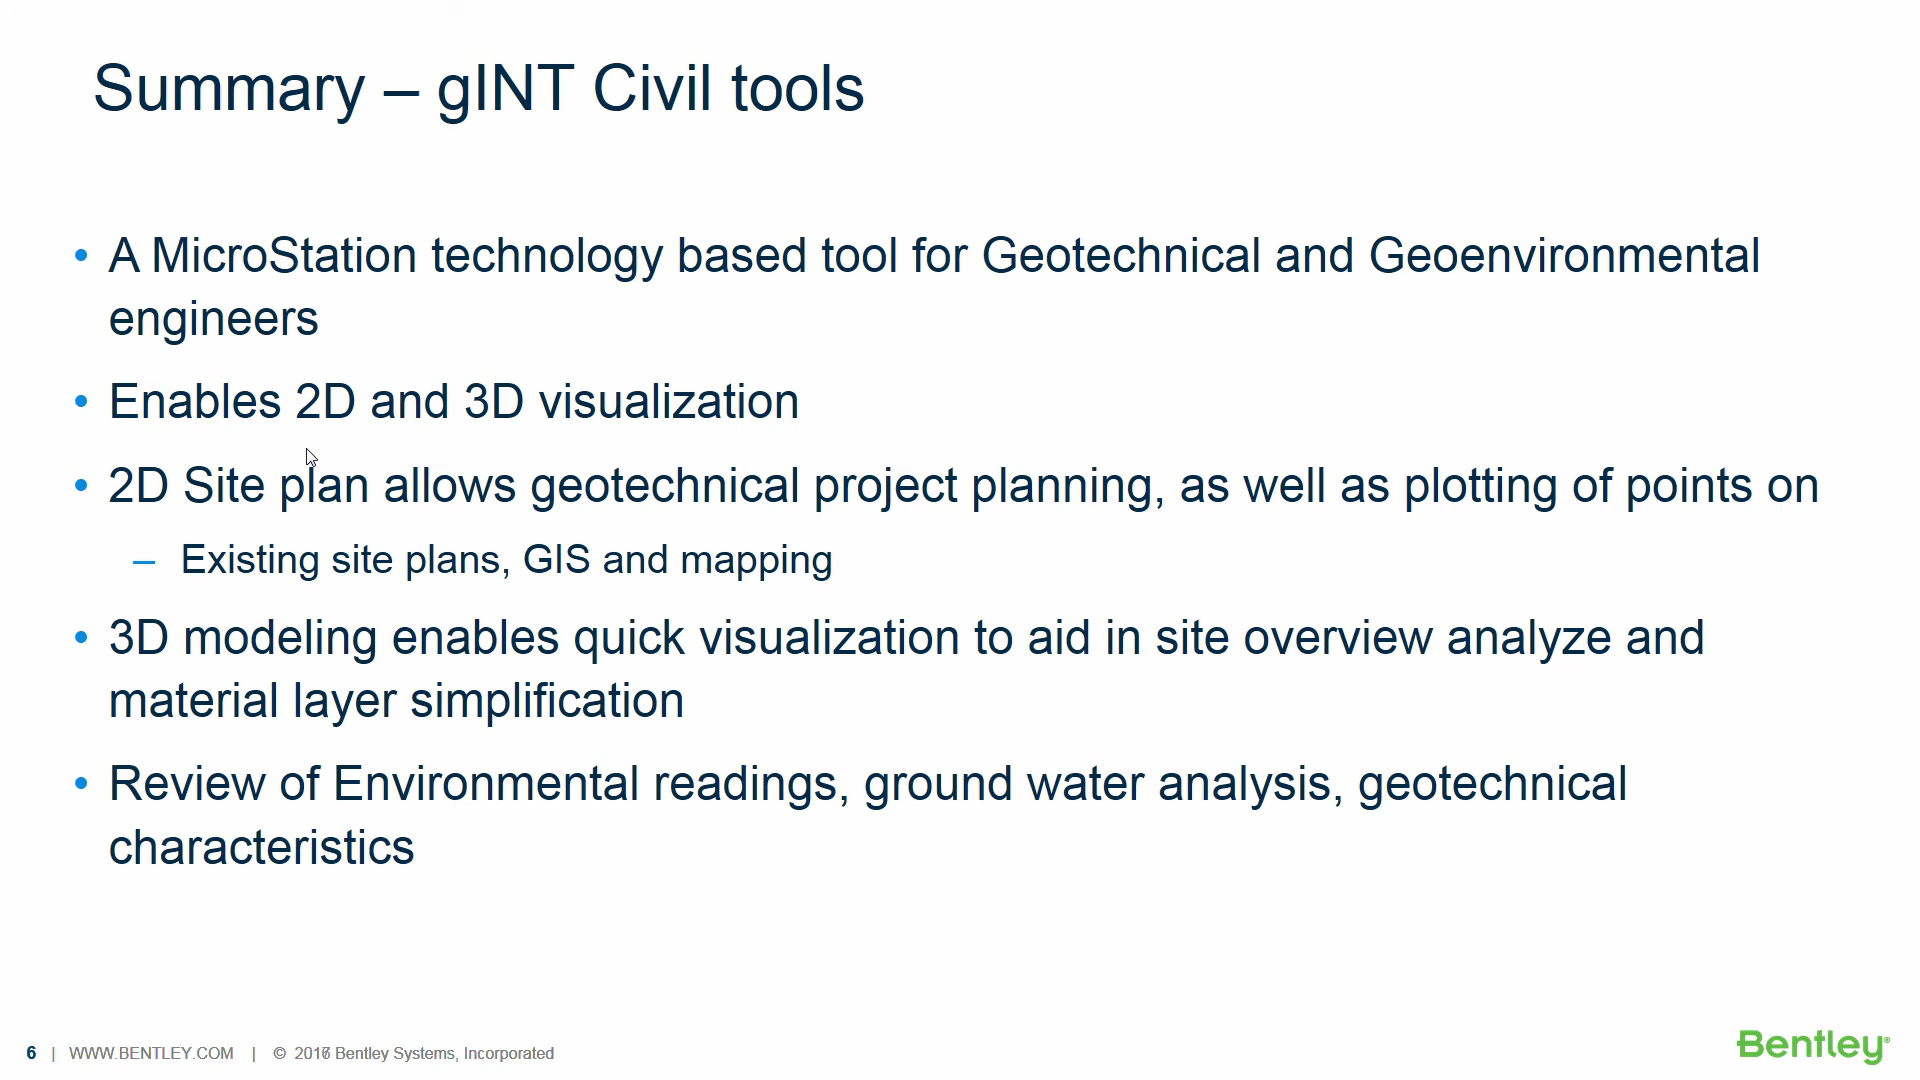 Summary – gINT Civil tools
• A MicroStation technology based tool for Geotechnical and Geoenvironmental
engineers
• Enables 2D and 3D visualization
• 2D Site plan allows geotechnical project planning, as well as plotting of points on
– Existing site plans, GIS and mapping
• 3D modeling enables quick visualization to aid in site overview analyze and
material layer simplification
• Review of Environmental readings, ground water analysis, geotechnical
characteristics
6 | WWW.BENTLEY.COM | © Bentley Systems, Incorporated
Bentley®